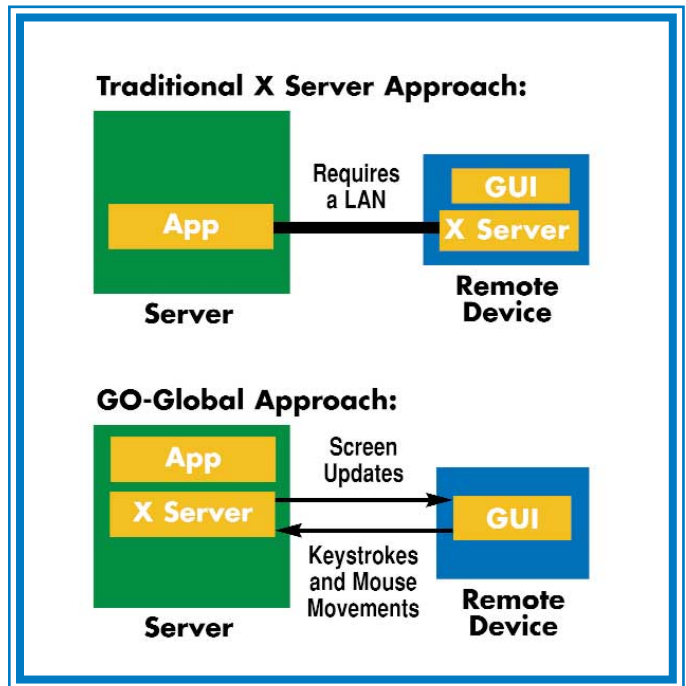 Traditional X Server Approach:
Requires
a LAN
App
GUI
X Server
Server
Remote
Device
GO-Global Approach:
App
X Server
Screen
Updates
GUI
Keystrokes
and Mouse
Movements
Server
Remote
Device